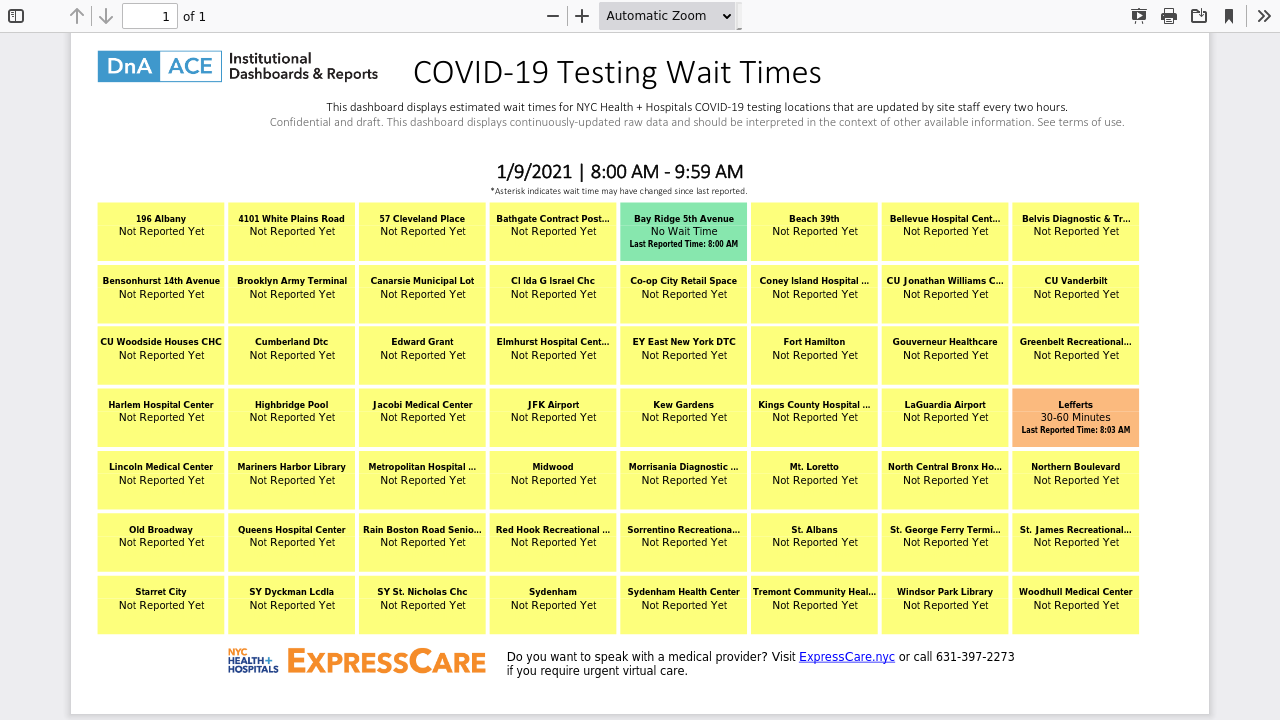 1 of 1 Automatic Zoom
DnA ACE Institutional Dashboards & Reports
COVID-19 Testing Wait Times
This dashboard displays estimated wait times for NYC Health + Hospitals COVID-19 testing locations that are updated by site staff every two hours.
Confidential and draft. This dashboard displays continuously-updated raw data and should be interpreted in the context of other available information. See terms of use.
1/9/2021 | 8:00 AM - 9:59 AM
*Asterisk indicates wait time may have changed since last reported.
196 Albany 4101 White Plains Road 57 Cleveland Place Bathgate Contract Post... Bay Ridge 5th Avenue Beach 39th Bellevue Hospital Cent... Belvis Diagnostic & Tr...
Not Reported Yet Not Reported Yet Not Reported Yet Not Reported Yet No Wait Time Not Reported Yet Not Reported Yet Not Reported Yet
Last Reported Time: 8:00 AM
Bensonhurst 14th Avenue Brooklyn Army Terminal Canarsie Municipal Lot Cl Ida G Israel Chc Co-op City Retail Space Coney Island Hospital ... CU Jonathan Williams C... CU Vanderbilt
Not Reported Yet Not Reported Yet Not Reported Yet Not Reported Yet Not Reported Yet Not Reported Yet Not Reported Yet Not Reported Yet
CU Woodside Houses CHC Cumberland Dtc Edward Grant Elmhurst Hospital Cent... EY East New York DTC Fort Hamilton Gouverneur Healthcare Greenbelt Recreational...
Not Reported Yet Not Reported Yet Not Reported Yet Not Reported Yet Not Reported Yet Not Reported Yet Not Reported Yet Not Reported Yet
Harlem Hospital Center Highbridge Pool Jacobi Medical Center JFK Airport Kew Gardens Kings County Hospital ... LaGuardia Airport Lefferts
Not Reported Yet Not Reported Yet Not Reported Yet Not Reported Yet Not Reported Yet Not Reported Yet Not Reported Yet 30-60 Minutes
Last Reported Time: 8:03 AM
Lincoln Medical Center Mariners Harbor Library Metropolitan Hospital ... Midwood Morrisania Diagnostic ... Mt. Loretto North Central Bronx Ho... Northern Boulevard
Not Reported Yet Not Reported Yet Not Reported Yet Not Reported Yet Not Reported Yet Not Reported Yet Not Reported Yet Not Reported Yet
Old Broadway Queens Hospital Center Rain Boston Road Senio... Red Hook Recreational ... Sorrentino Recreationa... St. Albans St. George Ferry Termi... St. James Recreational...
Not Reported Yet Not Reported Yet Not Reported Yet Not Reported Yet Not Reported Yet Not Reported Yet Not Reported Yet Not Reported Yet
Starret City SY Dyckman Lcdla SY St. Nicholas Chc Sydenham Sydenham Health Center Tremont Community Heal... Windsor Park Library Woodhull Medical Center
Not Reported Yet Not Reported Yet Not Reported Yet Not Reported Yet Not Reported Yet Not Reported Yet Not Reported Yet Not Reported Yet
NYC HEALTH+ HOSPITALS EXPRESSCARE
Do you want to speak with a medical provider? Visit ExpressCare.nyc or call 631-397-2273
if you require urgent virtual care.